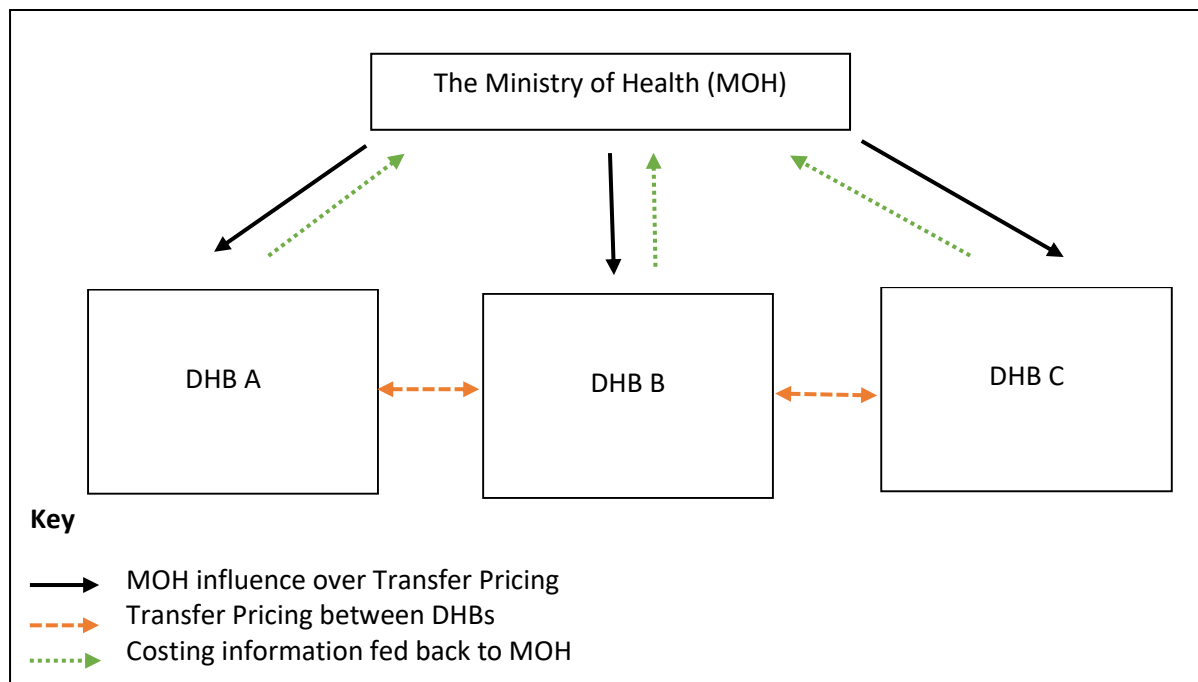 The Ministry of Health (MOH)
DHB A
DHB B
DHB C
Key
MOH influence over Transfer Pricing
Transfer Pricing between DHBs
Costing information fed back to MOH